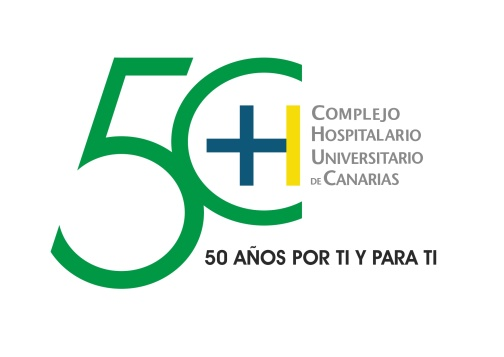 50
COMPLEJO
HOSPITALARIO
UNIVERSITARIO
DE CANARIAS
50 AÑOS POR TI Y PARA TI